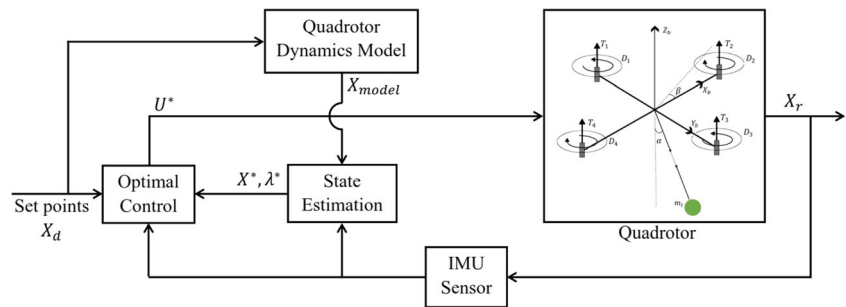 Quadrotor
Dynamics Model
X_model
U*
Set points
X_d
Optimal
Control
X*, λ*
State
Estimation
Z_b
T_1
D_1
T_2
D_2
β
X_b
T_4
D_4
T_3
Y_b
D_3
α
m_l
Quadrotor
X_r
IMU
Sensor